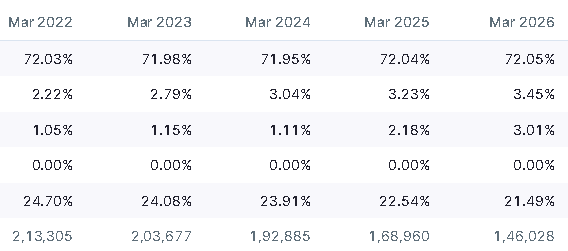 Mar 2022 Mar 2023 Mar 2024 Mar 2025 Mar 2026
72.03% 71.98% 71.95% 72.04% 72.05%
2.22% 2.79% 3.04% 3.23% 3.45%
1.05% 1.15% 1.11% 2.18% 3.01%
0.00% 0.00% 0.00% 0.00% 0.00%
24.70% 24.08% 23.91% 22.54% 21.49%
2,13,305 2,03,677 1,92,885 1,68,960 1,46,028